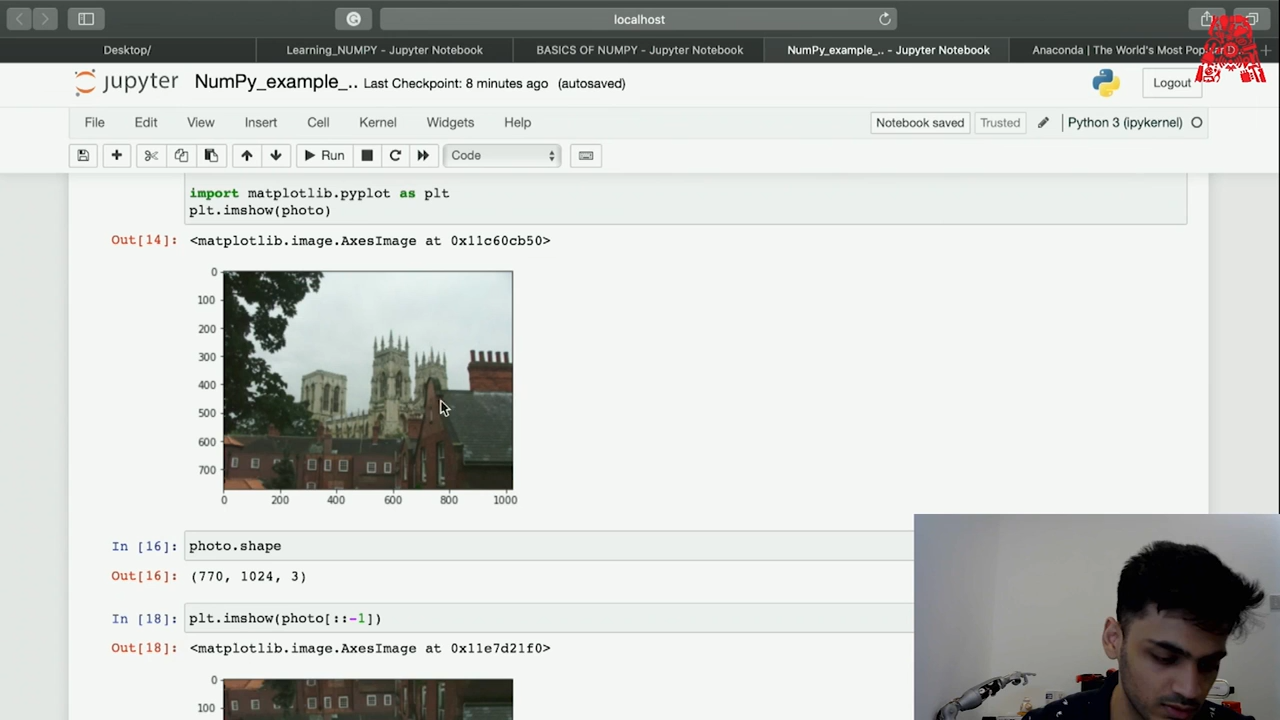 localhost
Desktop/
Learning_NUMPY - Jupyter Notebook
BASICS OF NUMPY - Jupyter Notebook
NumPy_example_.. - Jupyter Notebook
Anaconda | The World's Most Popular D...
jupyter NumPy_example_.. Last Checkpoint: 8 minutes ago (autosaved)
Logout
File Edit View Insert Cell Kernel Widgets Help
Notebook saved Trusted Python 3 (ipykernel)
Run Code
import matplotlib.pyplot as plt
plt.imshow(photo)
Out[14]: <matplotlib.image.AxesImage at 0x11c60cb50>
0
100
200
300
400
500
600
700
0 200 400 600 800 1000
In [16]: photo.shape
Out[16]: (770, 1024, 3)
In [18]: plt.imshow(photo[::-1])
Out[18]: <matplotlib.image.AxesImage at 0x11e7d21f0>
0
100